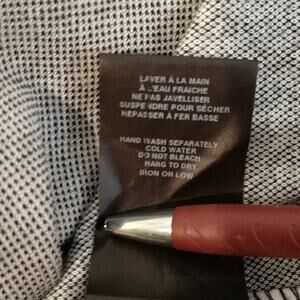 LAVER À LA MAIN
À L'EAU FRAICHE
NE PAS JAVELLISER
SUSPENDRE POUR SÉCHER
REPASSER À FER BASSE
HAND WASH SEPARATELY
COLD WATER
DO NOT BLEACH
HANG TO DRY
IRON ON LOW